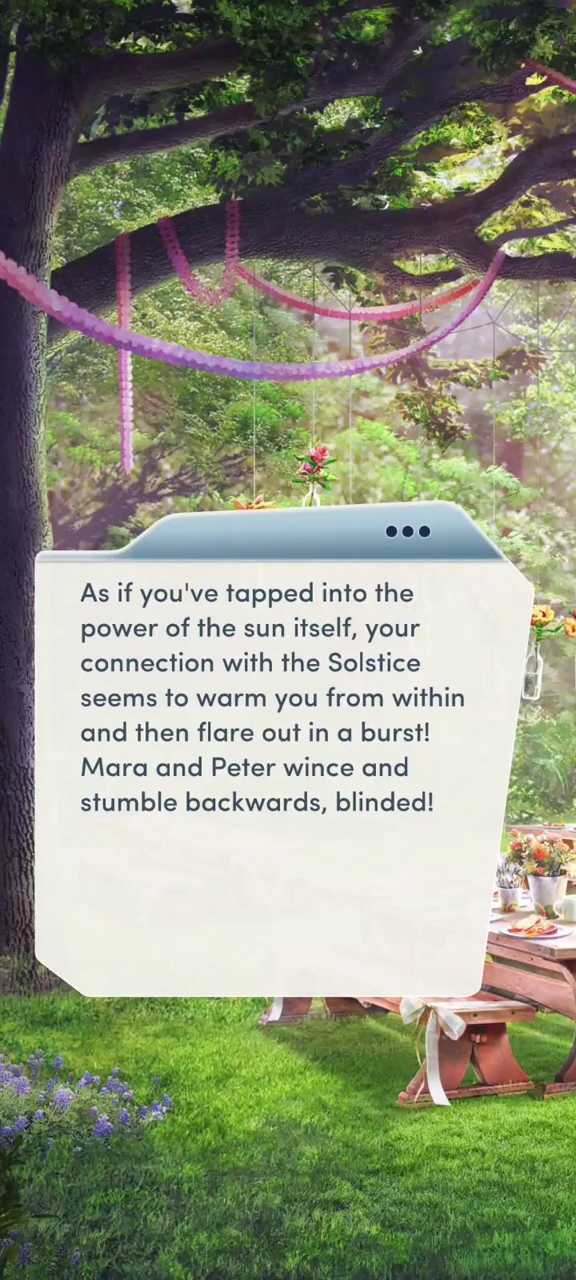 As if you've tapped into the
power of the sun itself, your
connection with the Solstice
seems to warm you from within
and then flare out in a burst!
Mara and Peter wince and
stumble backwards, blinded!